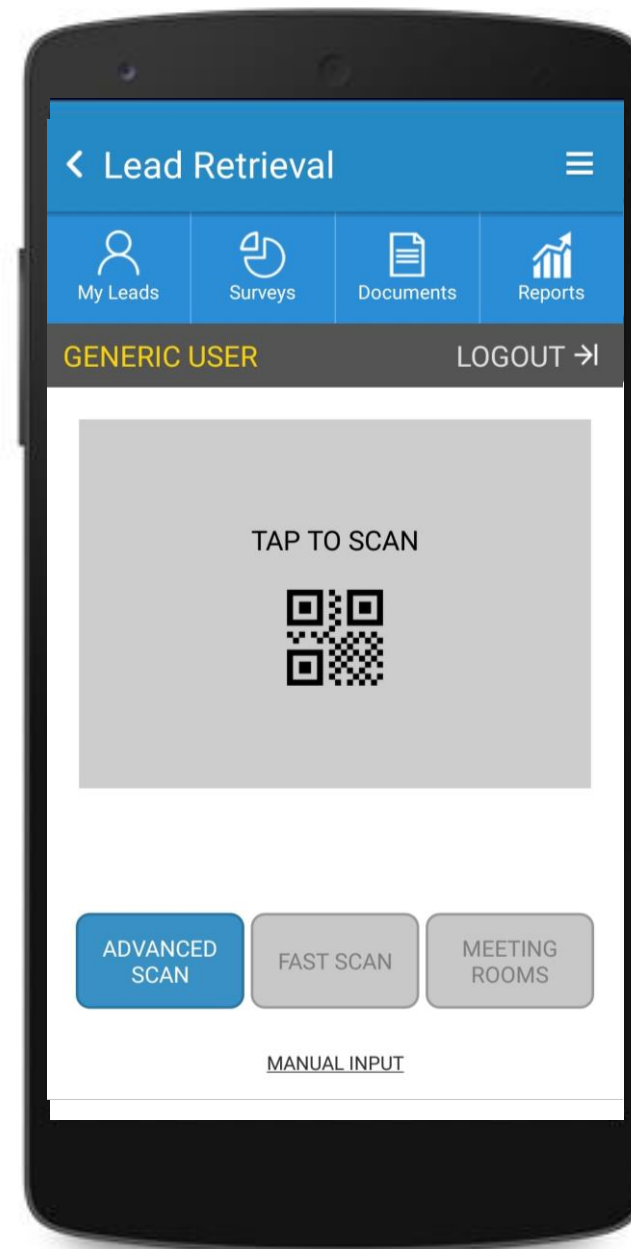 Lead Retrieval
My Leads
Surveys
Documents
Reports
GENERIC USER
LOGOUT
TAP TO SCAN
ADVANCED
SCAN
FAST SCAN
MEETING
ROOMS
MANUAL INPUT